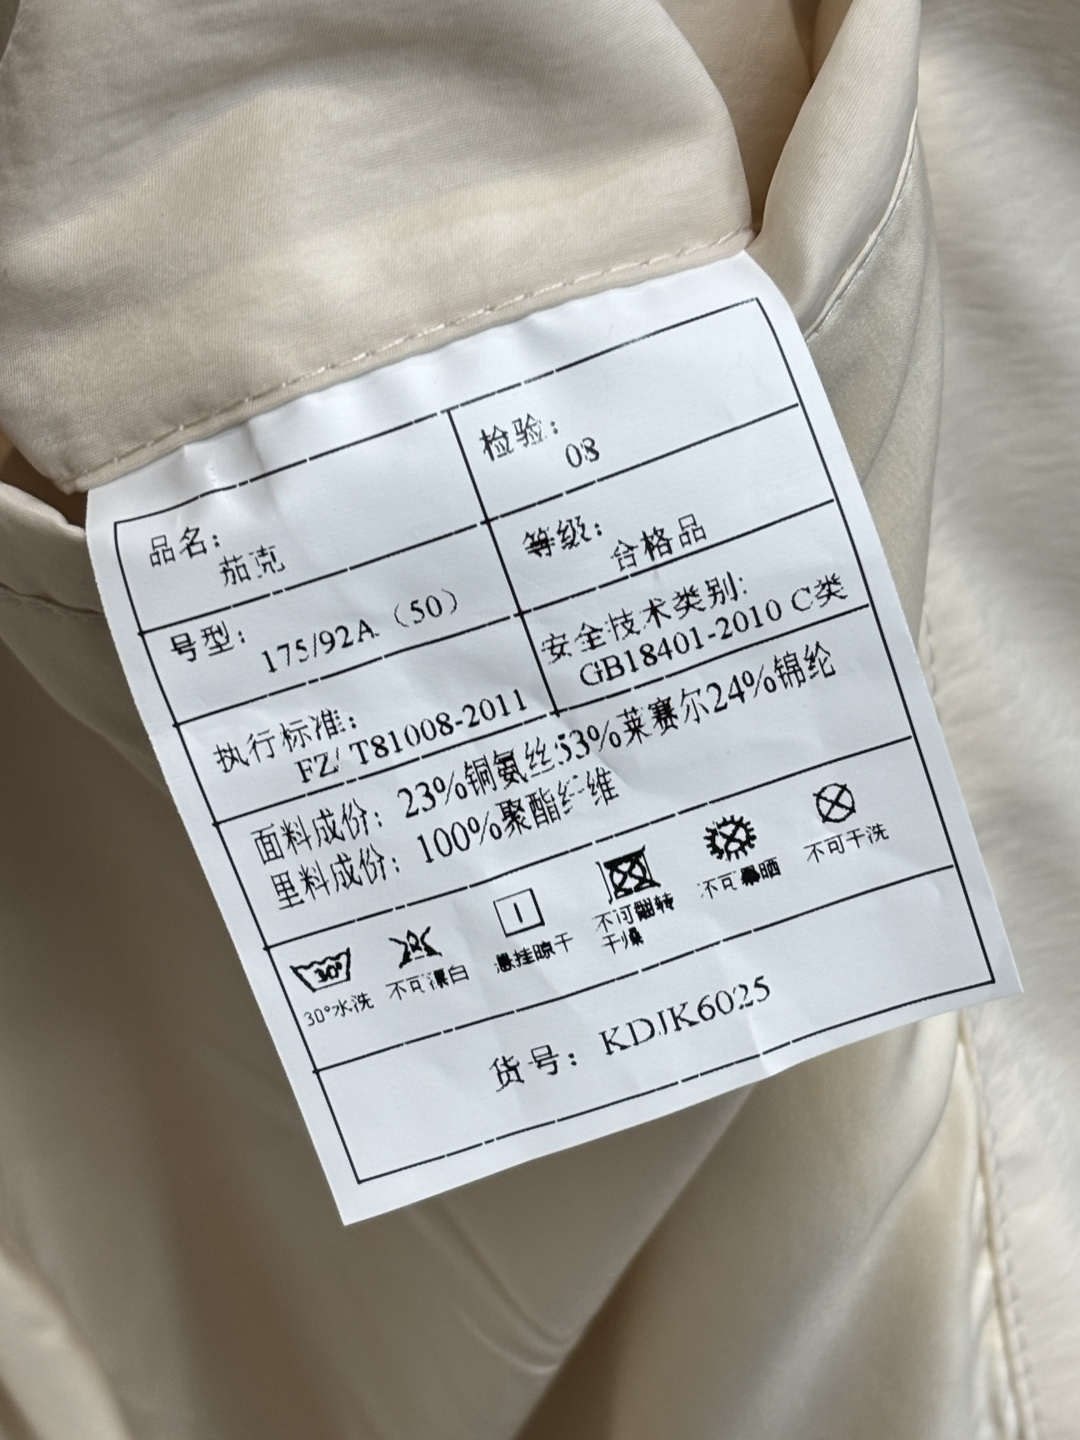 检验：
08
品名：
茄克
等级：
合格品
号型：
175/92A（50）
安全技术类别：
GB18401-2010 C类
执行标准：
FZ/T81008-2011
面料成份：23%铜氨丝53%莱赛尔24%锦纶
里料成份：100%聚酯纤维
30°
30°水洗
不可漂白
悬挂晾干
不可翻转
干燥
不可曝晒
不可干洗
货号：KDJK6025